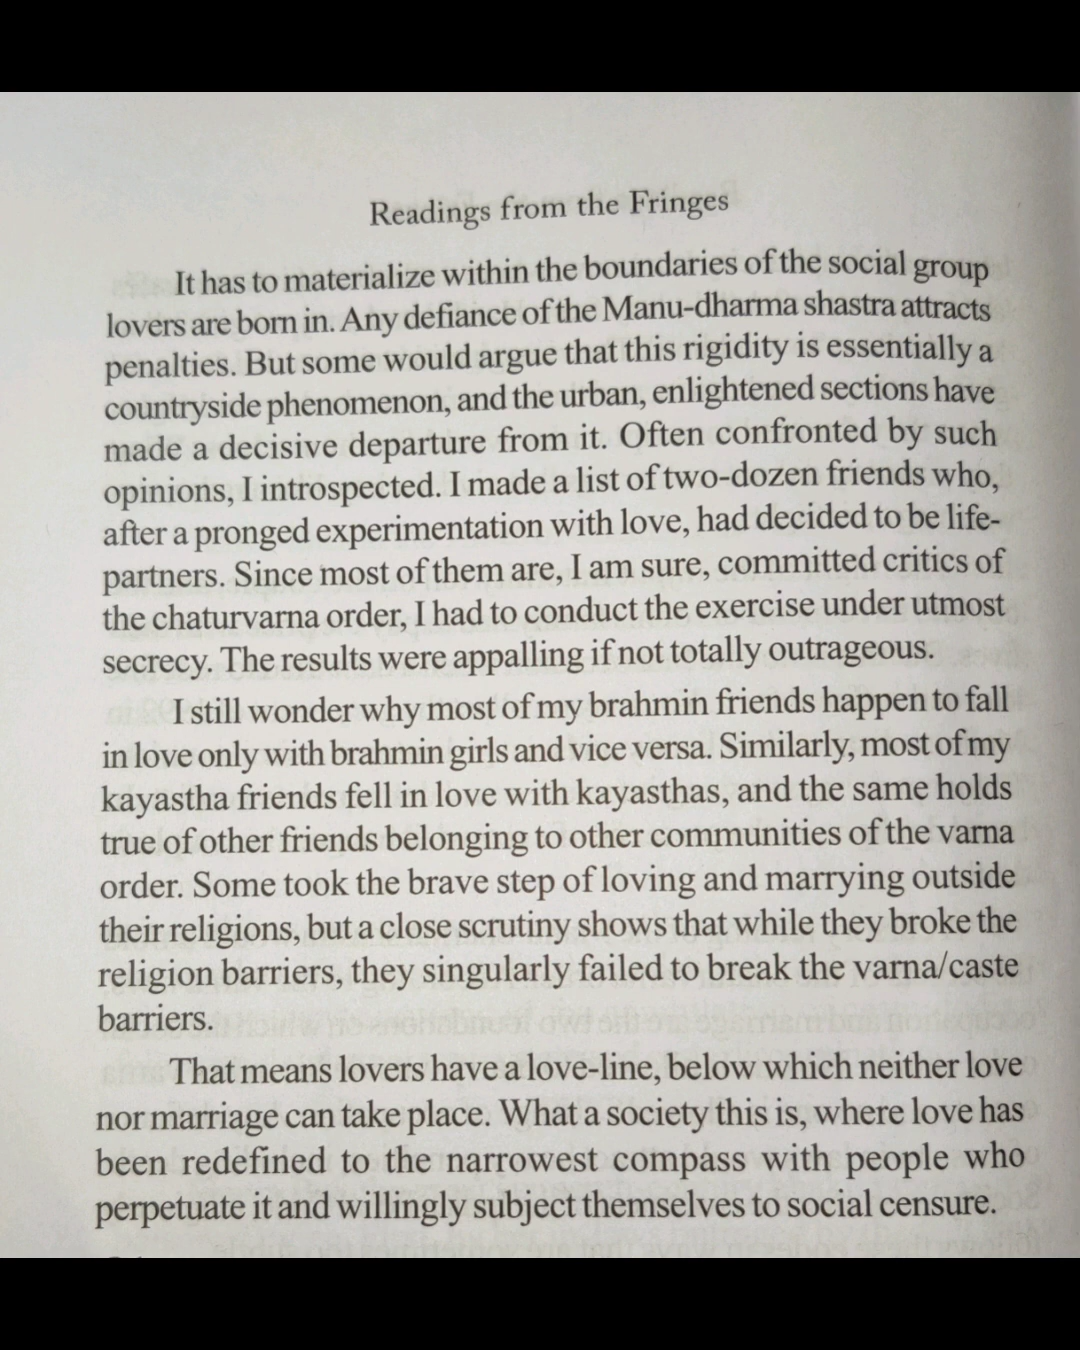 Readings from the Fringes
It has to materialize within the boundaries of the social group
lovers are born in. Any defiance of the Manu-dharma shastra attracts
penalties. But some would argue that this rigidity is essentially a
countryside phenomenon, and the urban, enlightened sections have
made a decisive departure from it. Often confronted by such
opinions, I introspected. I made a list of two-dozen friends who,
after a pronged experimentation with love, had decided to be life-
partners. Since most of them are, I am sure, committed critics of
the chaturvarna order, I had to conduct the exercise under utmost
secrecy. The results were appalling if not totally outrageous.
I still wonder why most of my brahmin friends happen to fall
in love only with brahmin girls and vice versa. Similarly, most of my
kayastha friends fell in love with kayasthas, and the same holds
true of other friends belonging to other communities of the varna
order. Some took the brave step of loving and marrying outside
their religions, but a close scrutiny shows that while they broke the
religion barriers, they singularly failed to break the varna/caste
barriers.
That means lovers have a love-line, below which neither love
nor marriage can take place. What a society this is, where love has
been redefined to the narrowest compass with people who
perpetuate it and willingly subject themselves to social censure.